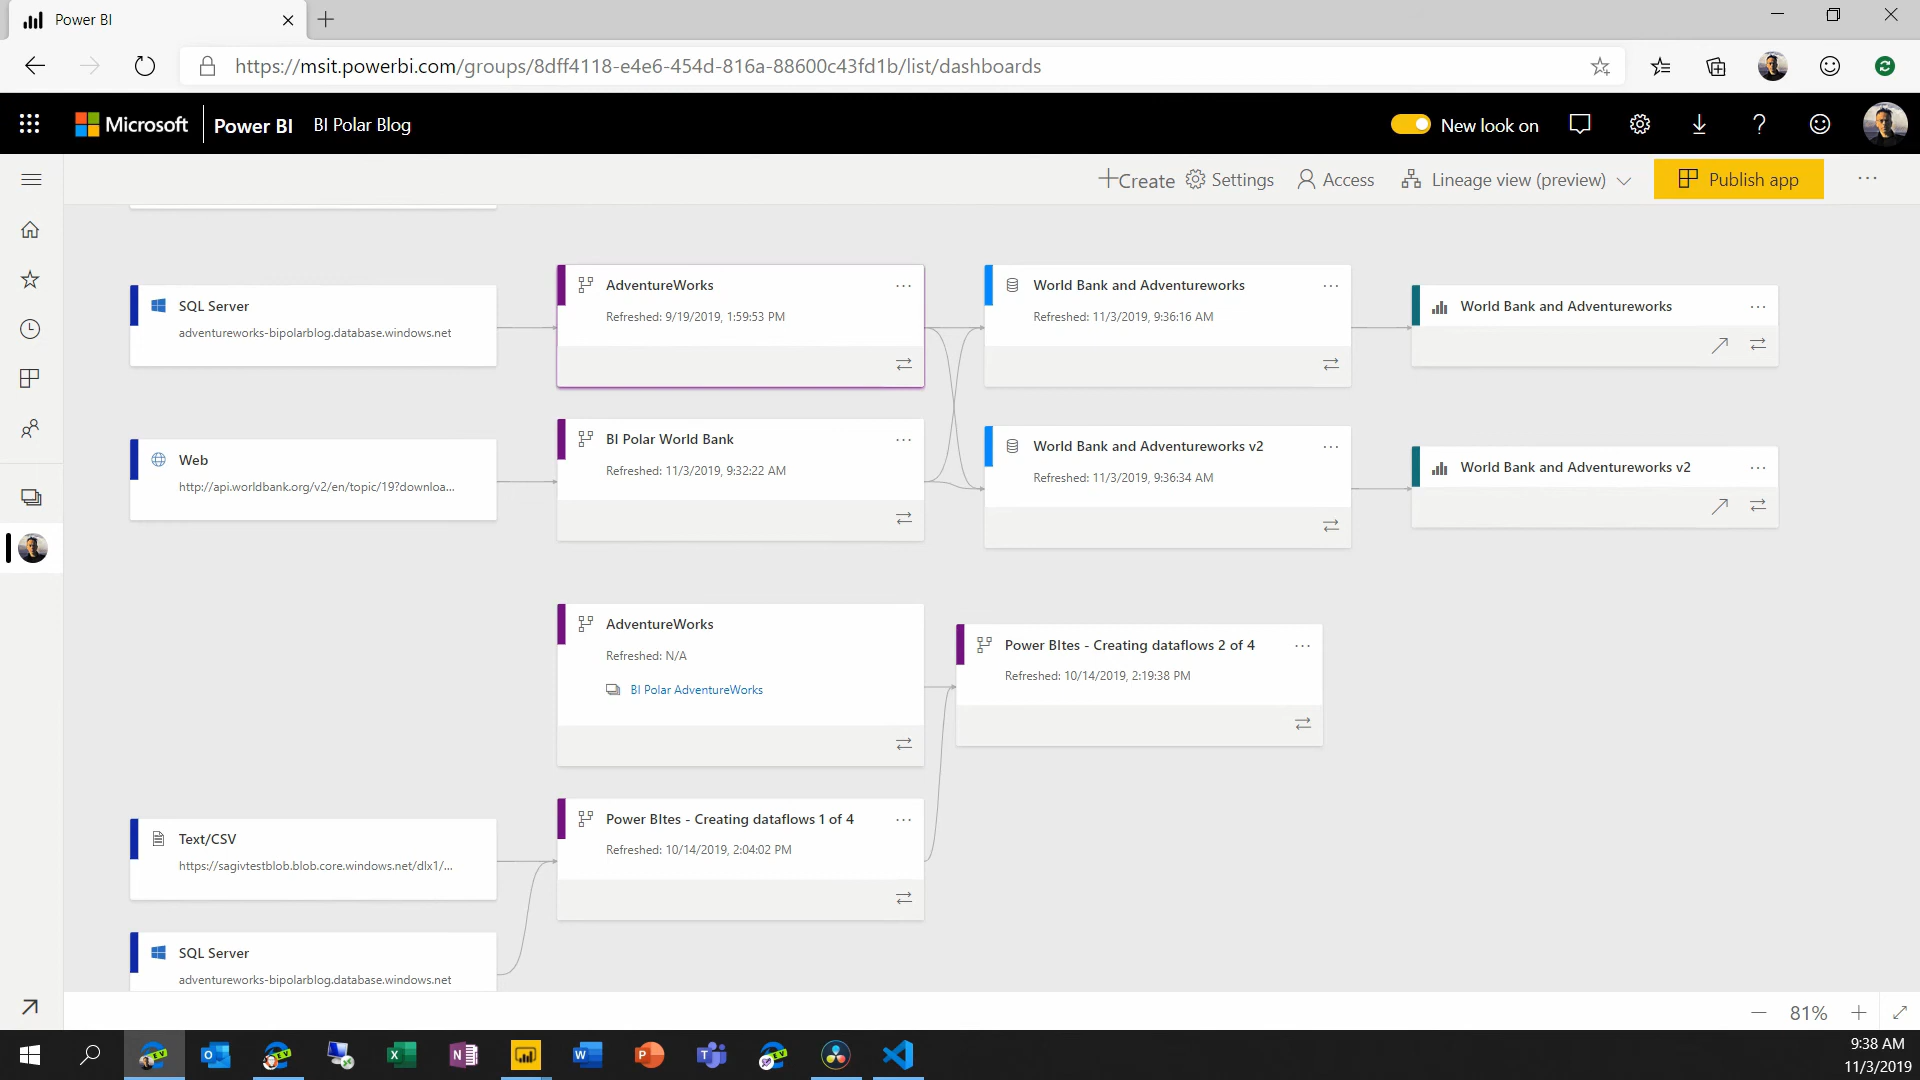 Power BI
https://msit.powerbi.com/groups/8dff4118-e4e6-454d-816a-88600c43fd1b/list/dashboards
Microsoft
Power BI
BI Polar Blog
New look on
Create
Settings
Access
Lineage view (preview)
Publish app
SQL Server
adventureworks-bipolarblog.database.windows.net
AdventureWorks
Refreshed: 9/19/2019, 1:59:53 PM
World Bank and Adventureworks
Refreshed: 11/3/2019, 9:36:16 AM
World Bank and Adventureworks
Web
http://api.worldbank.org/v2/en/topic/19?downloa...
BI Polar World Bank
Refreshed: 11/3/2019, 9:32:22 AM
World Bank and Adventureworks v2
Refreshed: 11/3/2019, 9:36:34 AM
World Bank and Adventureworks v2
AdventureWorks
Refreshed: N/A
BI Polar AdventureWorks
Power BItes - Creating dataflows 2 of 4
Refreshed: 10/14/2019, 2:19:38 PM
Text/CSV
https://sagivtestblob.blob.core.windows.net/dlx1/...
Power BItes - Creating dataflows 1 of 4
Refreshed: 10/14/2019, 2:04:02 PM
SQL Server
adventureworks-bipolarblog.database.windows.net
81%
9:38 AM
11/3/2019